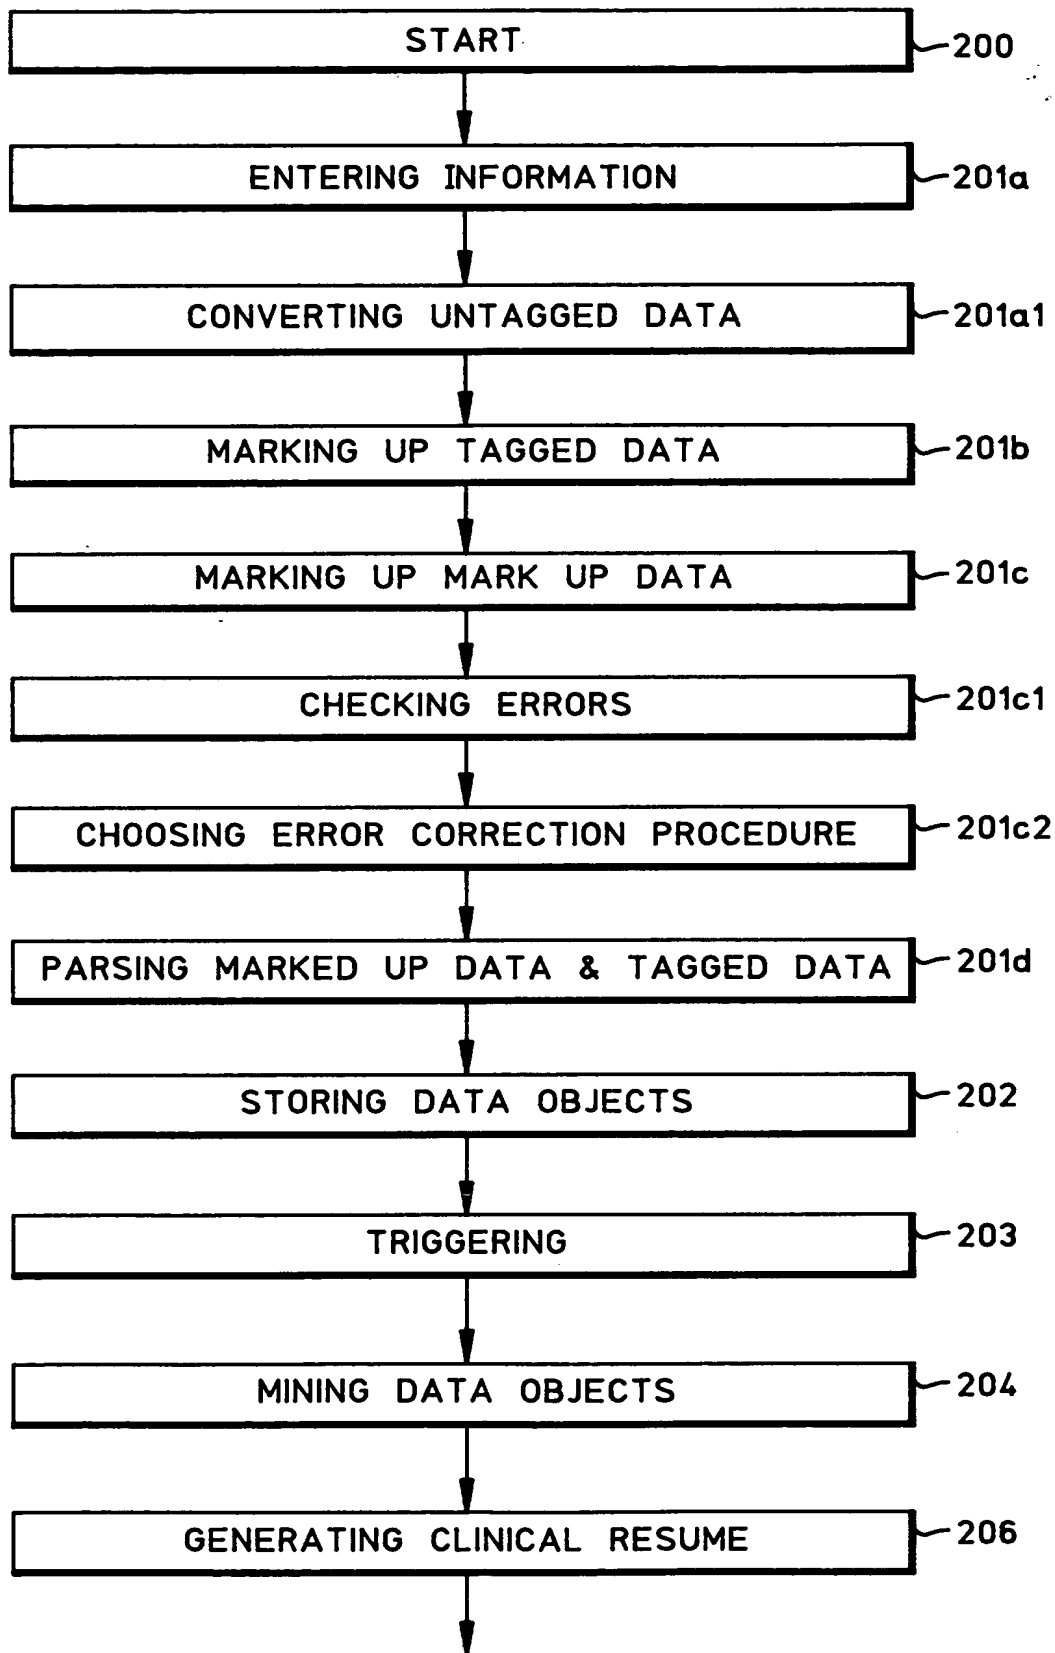 START 200
ENTERING INFORMATION 201a
CONVERTING UNTAGGED DATA 201a1
MARKING UP TAGGED DATA 201b
MARKING UP MARK UP DATA 201c
CHECKING ERRORS 201c1
CHOOSING ERROR CORRECTION PROCEDURE 201c2
PARSING MARKED UP DATA & TAGGED DATA 201d
STORING DATA OBJECTS 202
TRIGGERING 203
MINING DATA OBJECTS 204
GENERATING CLINICAL RESUME 206